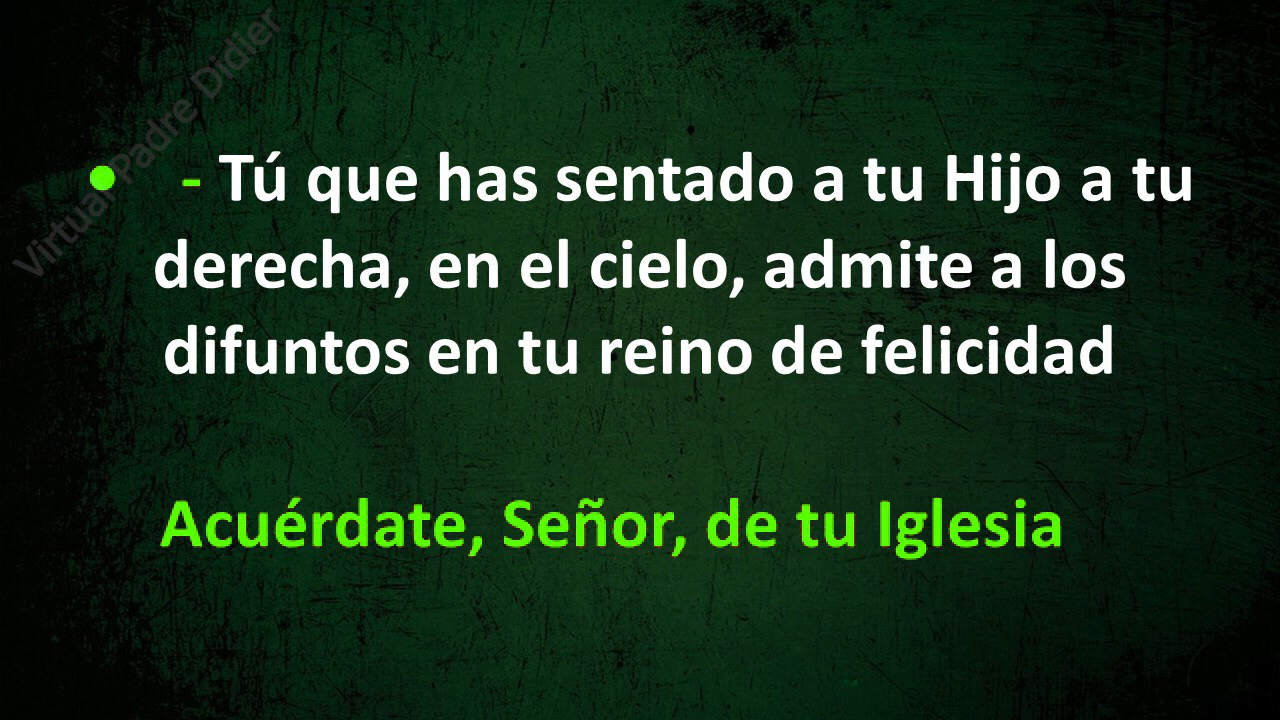 Virtual Padre Didier
• - Tú que has sentado a tu Hijo a tu
derecha, en el cielo, admite a los
difuntos en tu reino de felicidad
Acuérdate, Señor, de tu Iglesia